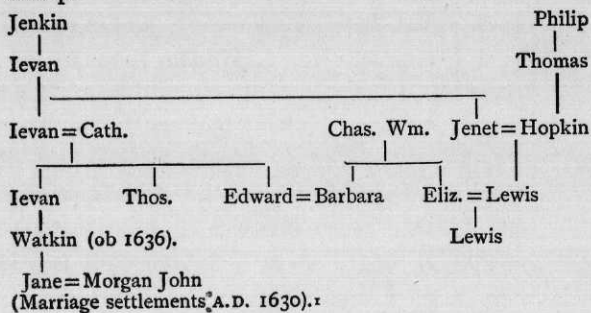 Jenkin Philip
Ievan Thomas
Ievan=Cath. Chas. Wm. Jenet=Hopkin
Ievan Thos. Edward=Barbara Eliz.=Lewis
Watkin (ob 1636). Lewis
Jane=Morgan John
(Marriage settlements, A.D. 1630).¹